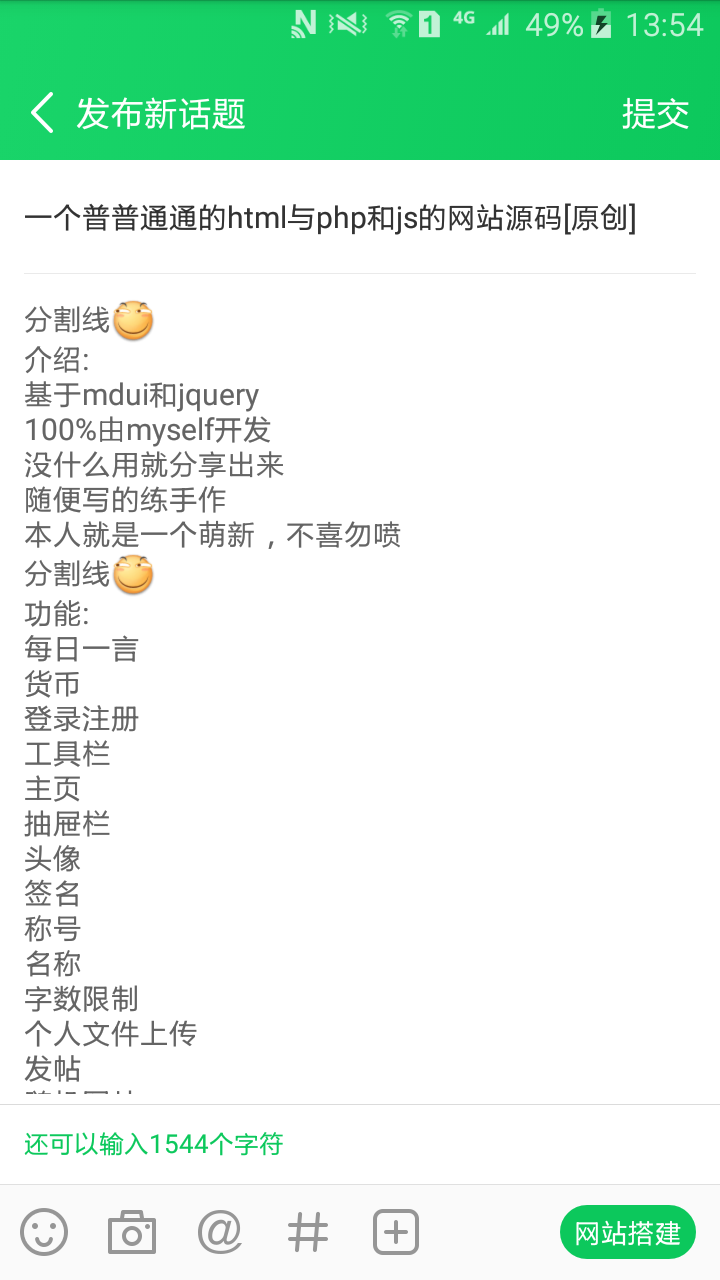 4G 49% 13:54
发布新话题 提交
一个普普通通的html与php和js的网站源码[原创]
分割线
介绍:
基于mdui和jquery
100%由myself开发
没什么用就分享出来
随便写的练手作
本人就是一个萌新，不喜勿喷
分割线
功能:
每日一言
货币
登录注册
工具栏
主页
抽屉栏
头像
签名
称号
名称
字数限制
个人文件上传
发帖
还可以输入1544个字符
网站搭建